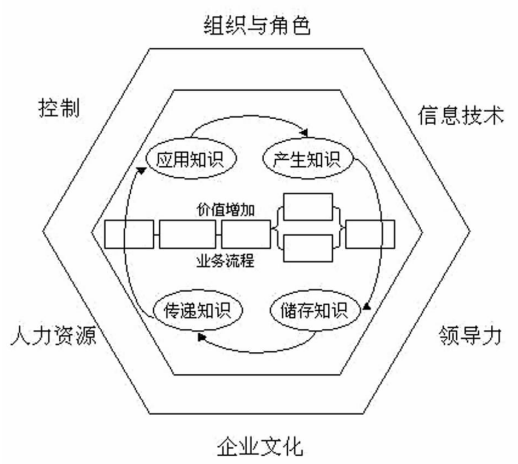 组织与角色
控制
信息技术
应用知识
产生知识
价值增加
业务流程
传递知识
储存知识
人力资源
领导力
企业文化